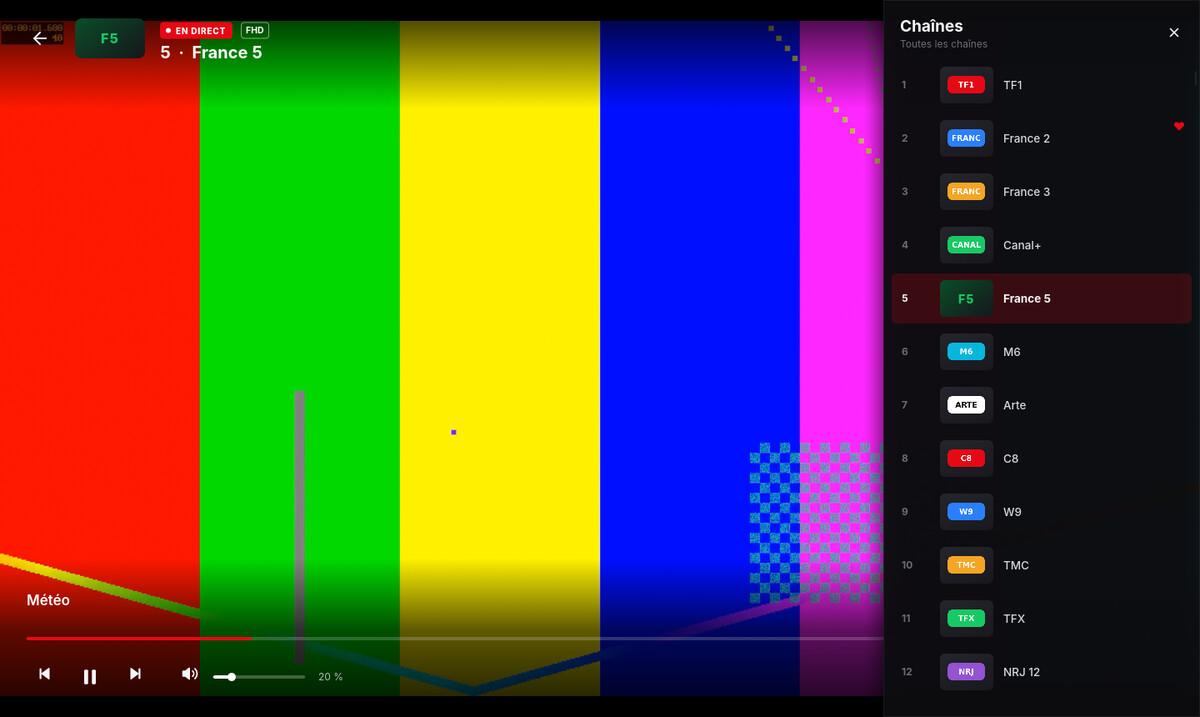 00:00:01.600
40
F5
EN DIRECT
FHD
5 · France 5
Météo
20 %
Chaînes
Toutes les chaînes
1 TF1 TF1
2 FRANC France 2
3 FRANC France 3
4 CANAL Canal+
5 F5 France 5
6 M6 M6
7 ARTE Arte
8 C8 C8
9 W9 W9
10 TMC TMC
11 TFX TFX
12 NRJ NRJ 12